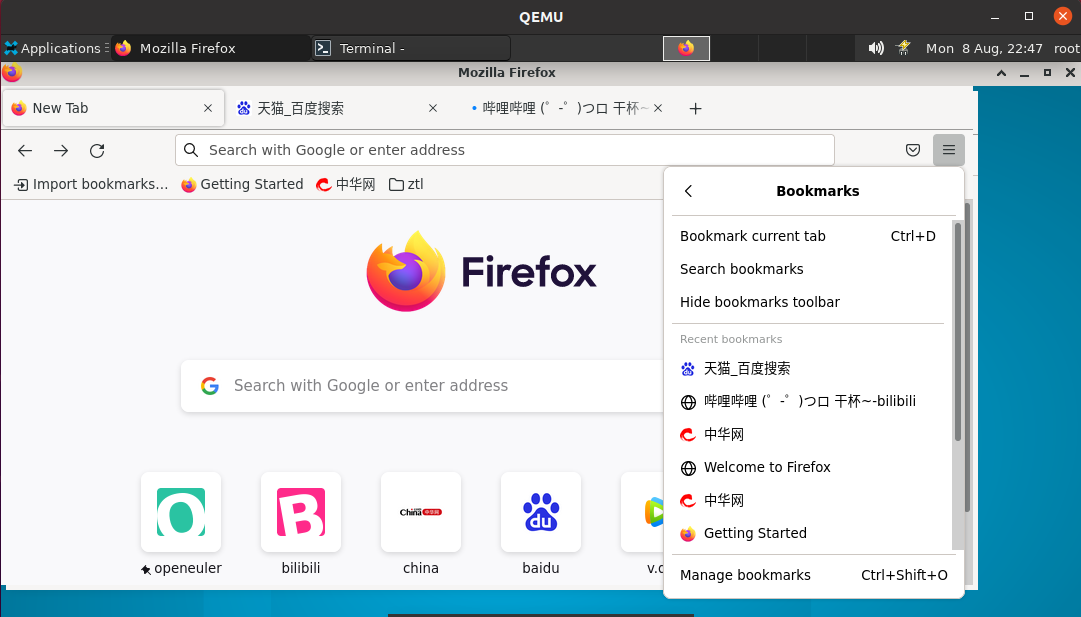 QEMU
Applications
Mozilla Firefox
Terminal -
Mon 8 Aug, 22:47 root
Mozilla Firefox
New Tab
天猫_百度搜索
哔哩哔哩 (゜-゜)つロ 干杯~
Search with Google or enter address
Import bookmarks…
Getting Started
中华网
ztl
Bookmarks
Bookmark current tab Ctrl+D
Search bookmarks
Hide bookmarks toolbar
Recent bookmarks
天猫_百度搜索
哔哩哔哩 (゜-゜)つロ 干杯~-bilibili
中华网
Welcome to Firefox
中华网
Getting Started
Manage bookmarks Ctrl+Shift+O
Firefox
Search with Google or enter address
China 中华网
du
openeuler
bilibili
china
baidu